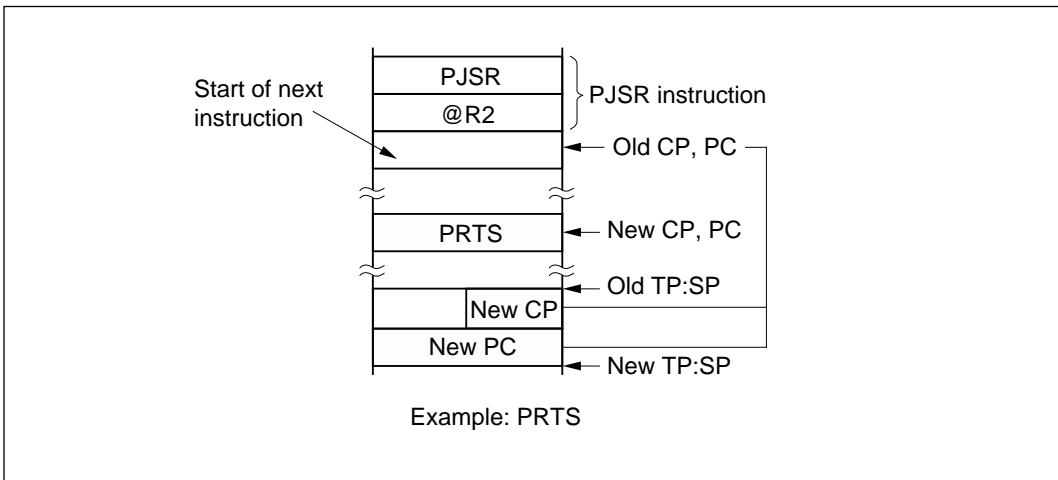 PJSR
Start of next
instruction
PJSR instruction
@R2
Old CP, PC
PRTS
New CP, PC
Old TP:SP
New CP
New PC
New TP:SP
Example: PRTS